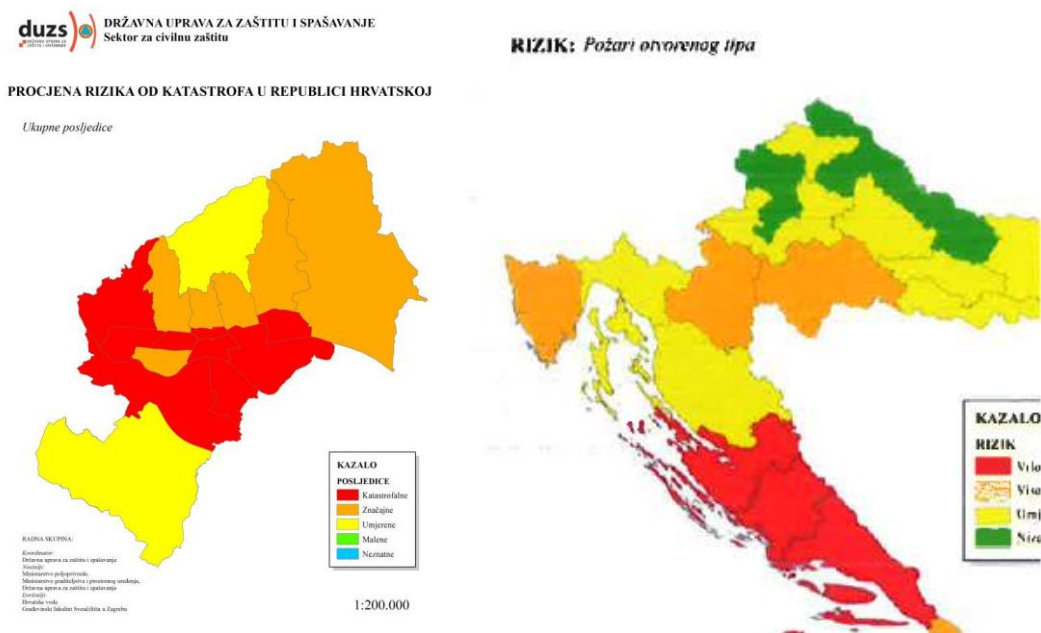 duzs
DRŽAVNA UPRAVA ZA ZAŠTITU I SPAŠAVANJE
Sektor za civilnu zaštitu
PROCJENA RIZIKA OD KATASTROFA U REPUBLICI HRVATSKOJ
Ukupne posljedice
KAZALO
POSLJEDICE
Katastrofalne
Značajne
Umjerene
Malene
Neznatne
RADNA SKUPINA:
Koordinator:
Državna uprava za zaštitu i spašavanje
Nositelji:
Ministarstvo poljoprivrede,
Ministarstvo graditeljstva i prostornog uređenja,
Državna uprava za zaštitu i spašavanje
Izvršitelji:
Hrvatske vode
Građevinski fakultet Sveučilišta u Zagrebu
1:200.000
RIZIK: Požari otvorenog tipa
KAZALO
RIZIK